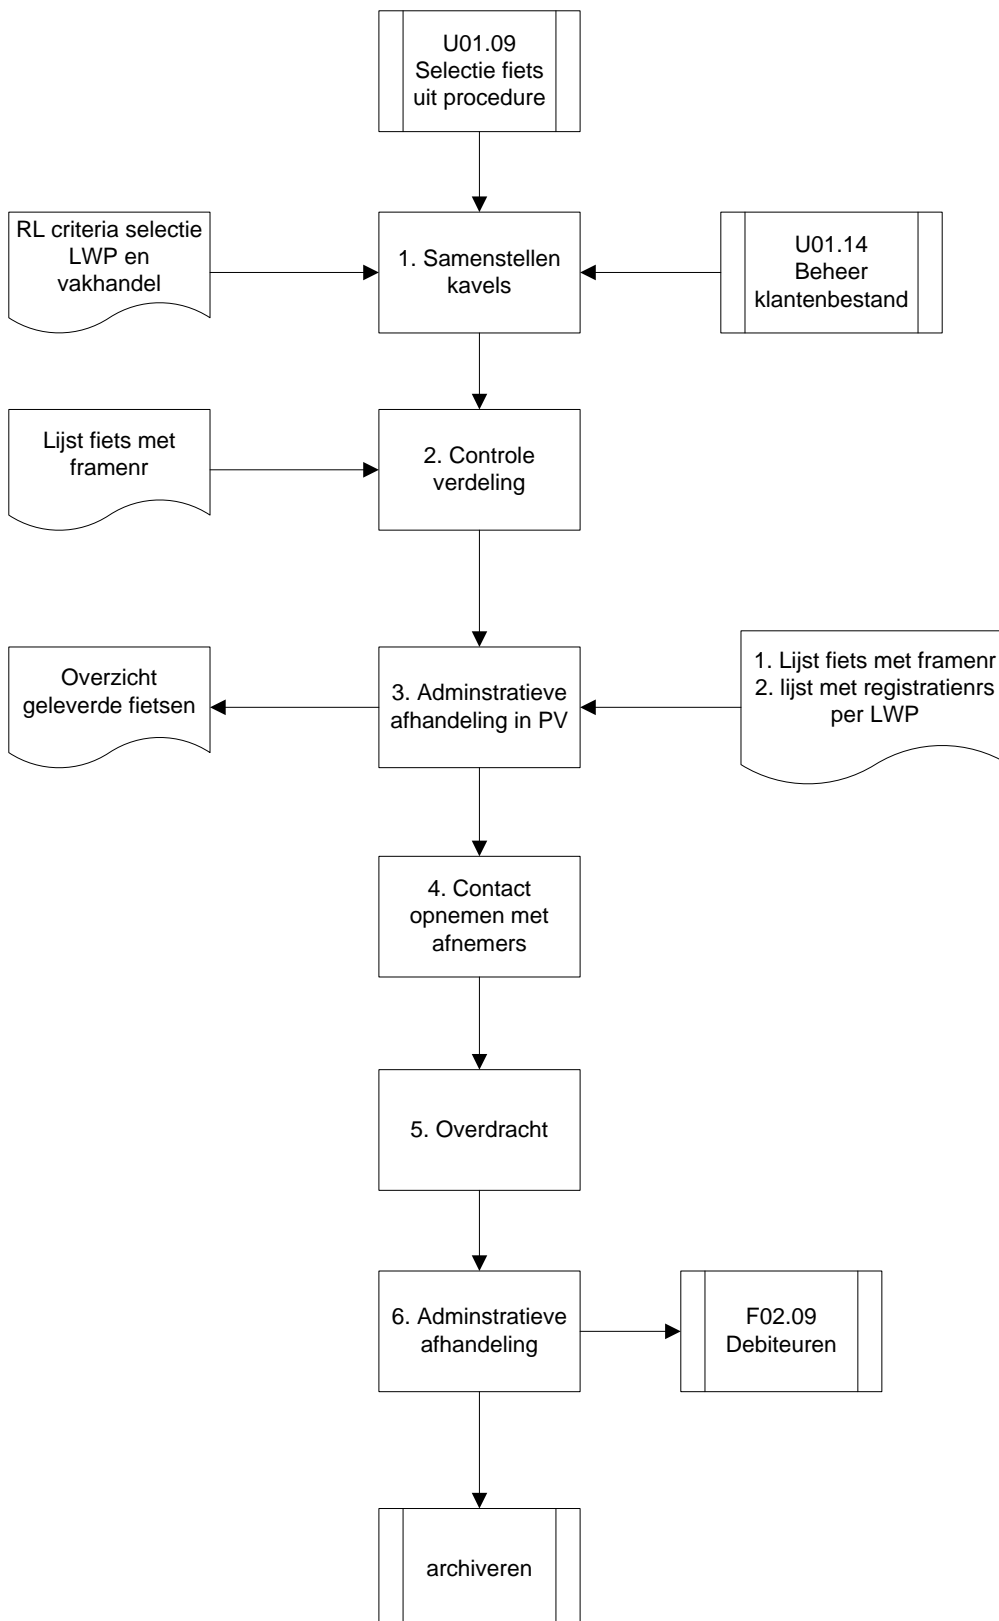 U01.09
Selectie fiets
uit procedure
RL criteria selectie
LWP en
vakhandel
1. Samenstellen
kavels
U01.14
Beheer
klantenbestand
Lijst fiets met
framenr
2. Controle
verdeling
Overzicht
geleverde fietsen
3. Adminstratieve
afhandeling in PV
1. Lijst fiets met framenr
2. lijst met registratienrs
per LWP
4. Contact
opnemen met
afnemers
5. Overdracht
6. Adminstratieve
afhandeling
F02.09
Debiteuren
archiveren